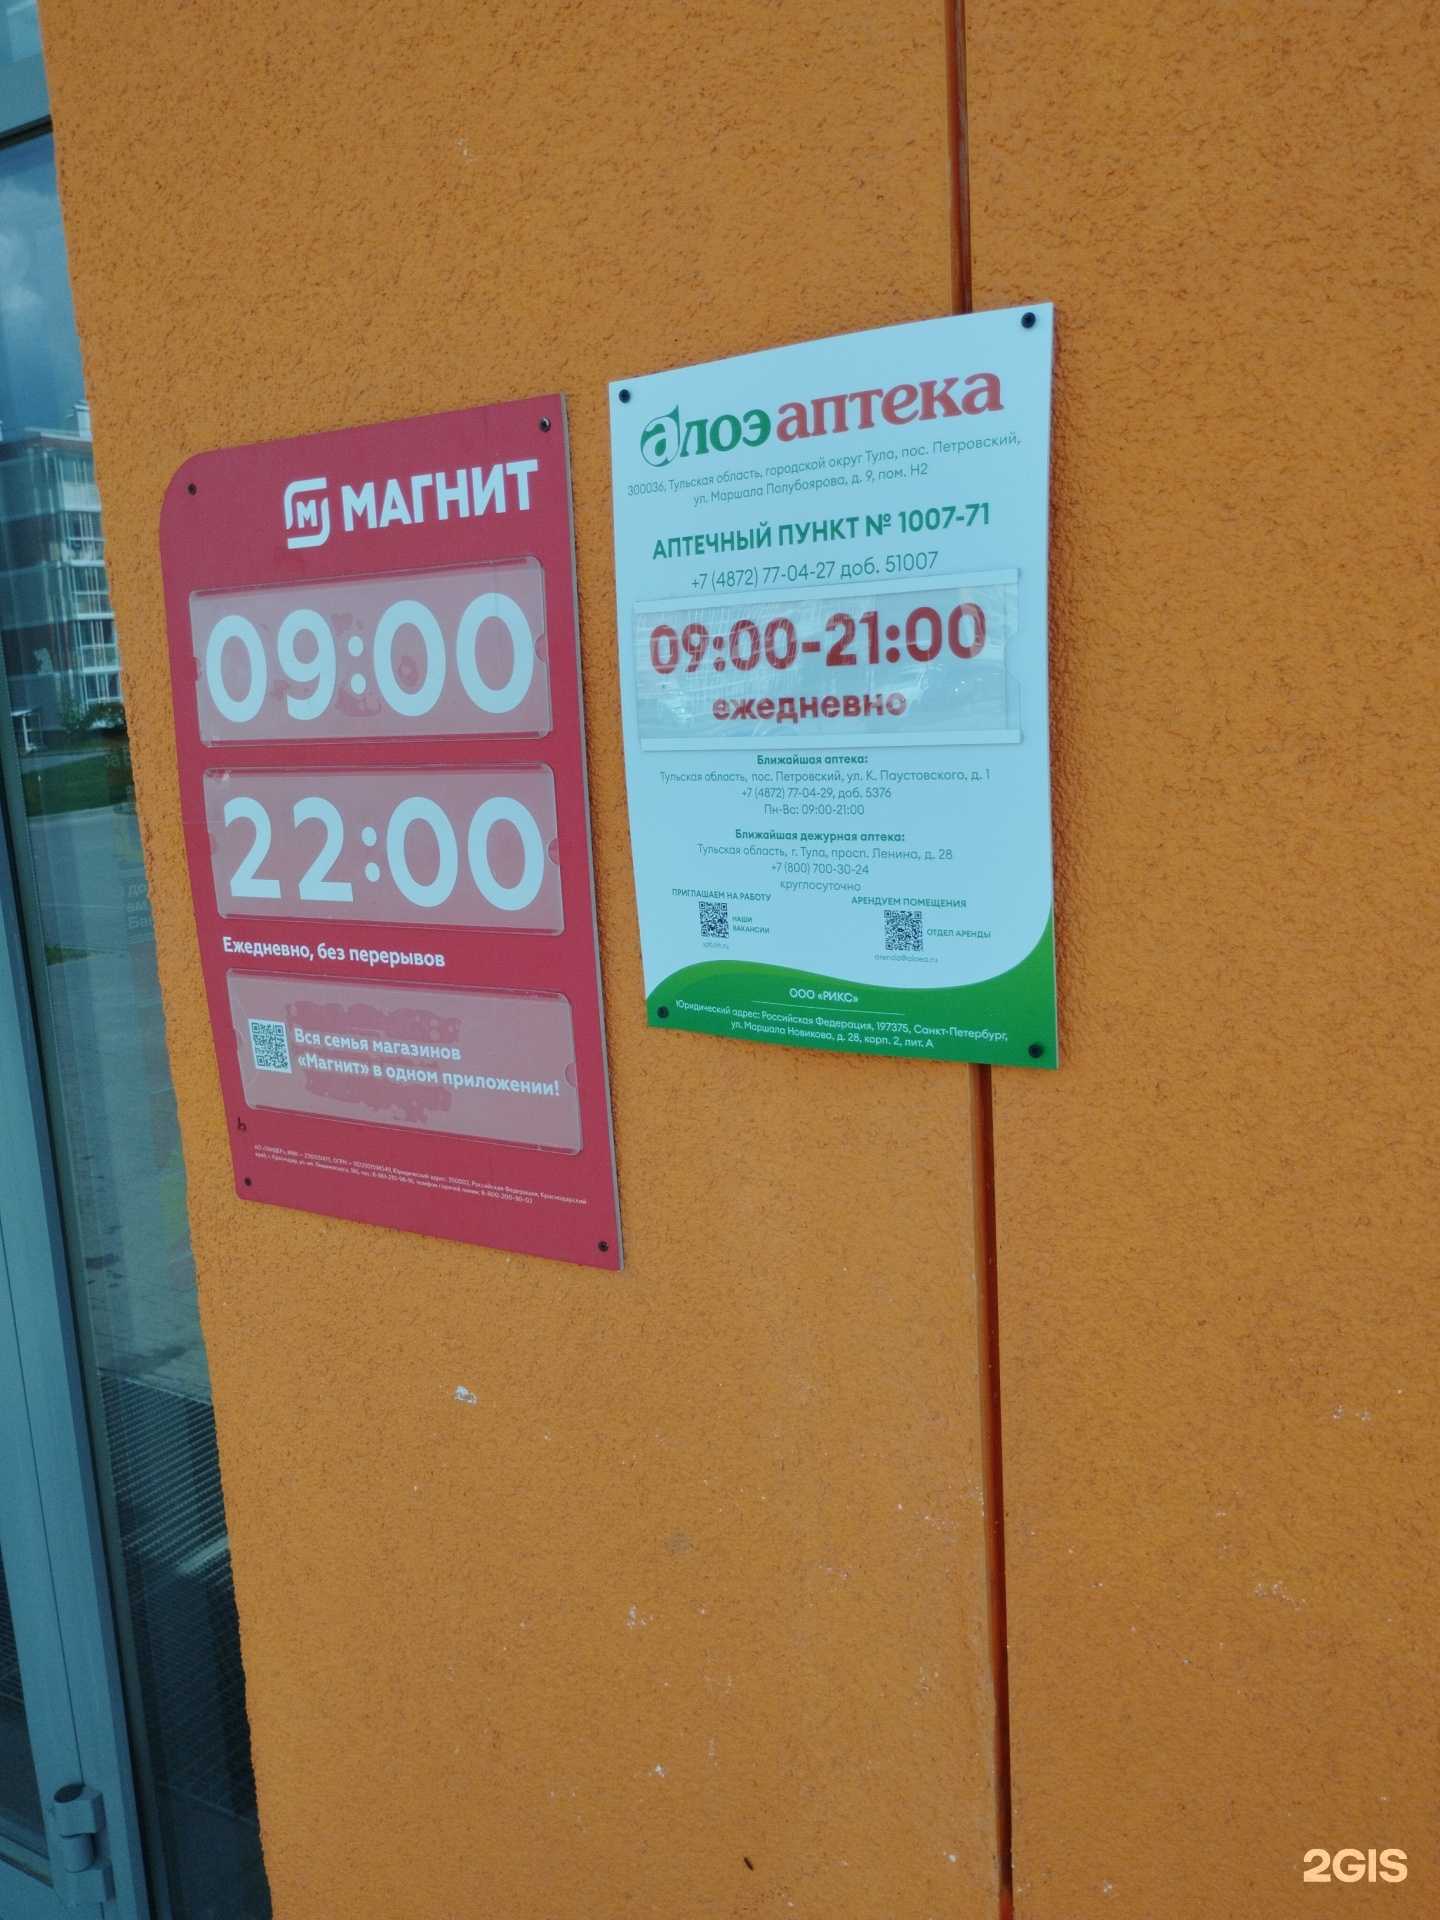 МАГНИТ
09:00
22:00
Ежедневно, без перерывов
Вся семья магазинов
«Магнит» в одном приложении!
алоэ аптека
300036, Тульская область, городской округ Тула, пос. Петровский,
ул. Маршала Полубоярова, д. 9, пом. Н2
АПТЕЧНЫЙ ПУНКТ № 1007-71
+7 (4872) 77-04-27 доб. 51007
09:00-21:00
ежедневно
Ближайшая аптека:
Тульская область, пос. Петровский, ул. К. Паустовского, д. 1
+7 (4872) 77-04-29, доб. 5376
Пн-Вс: 09:00-21:00
Ближайшая дежурная аптека:
Тульская область, г. Тула, просп. Ленина, д. 28
+7 (800) 700-30-24
круглосуточно
ПРИГЛАШАЕМ НА РАБОТУ
НАШИ
ВАКАНСИИ
АРЕНДУЕМ ПОМЕЩЕНИЯ
ОТДЕЛ АРЕНДЫ
arenda@aloea.ru
ООО «РИКС»
Юридический адрес: Российская Федерация, 197375, Санкт-Петербург,
ул. Маршала Новикова, д. 28, корп. 2, лит. А
2GIS